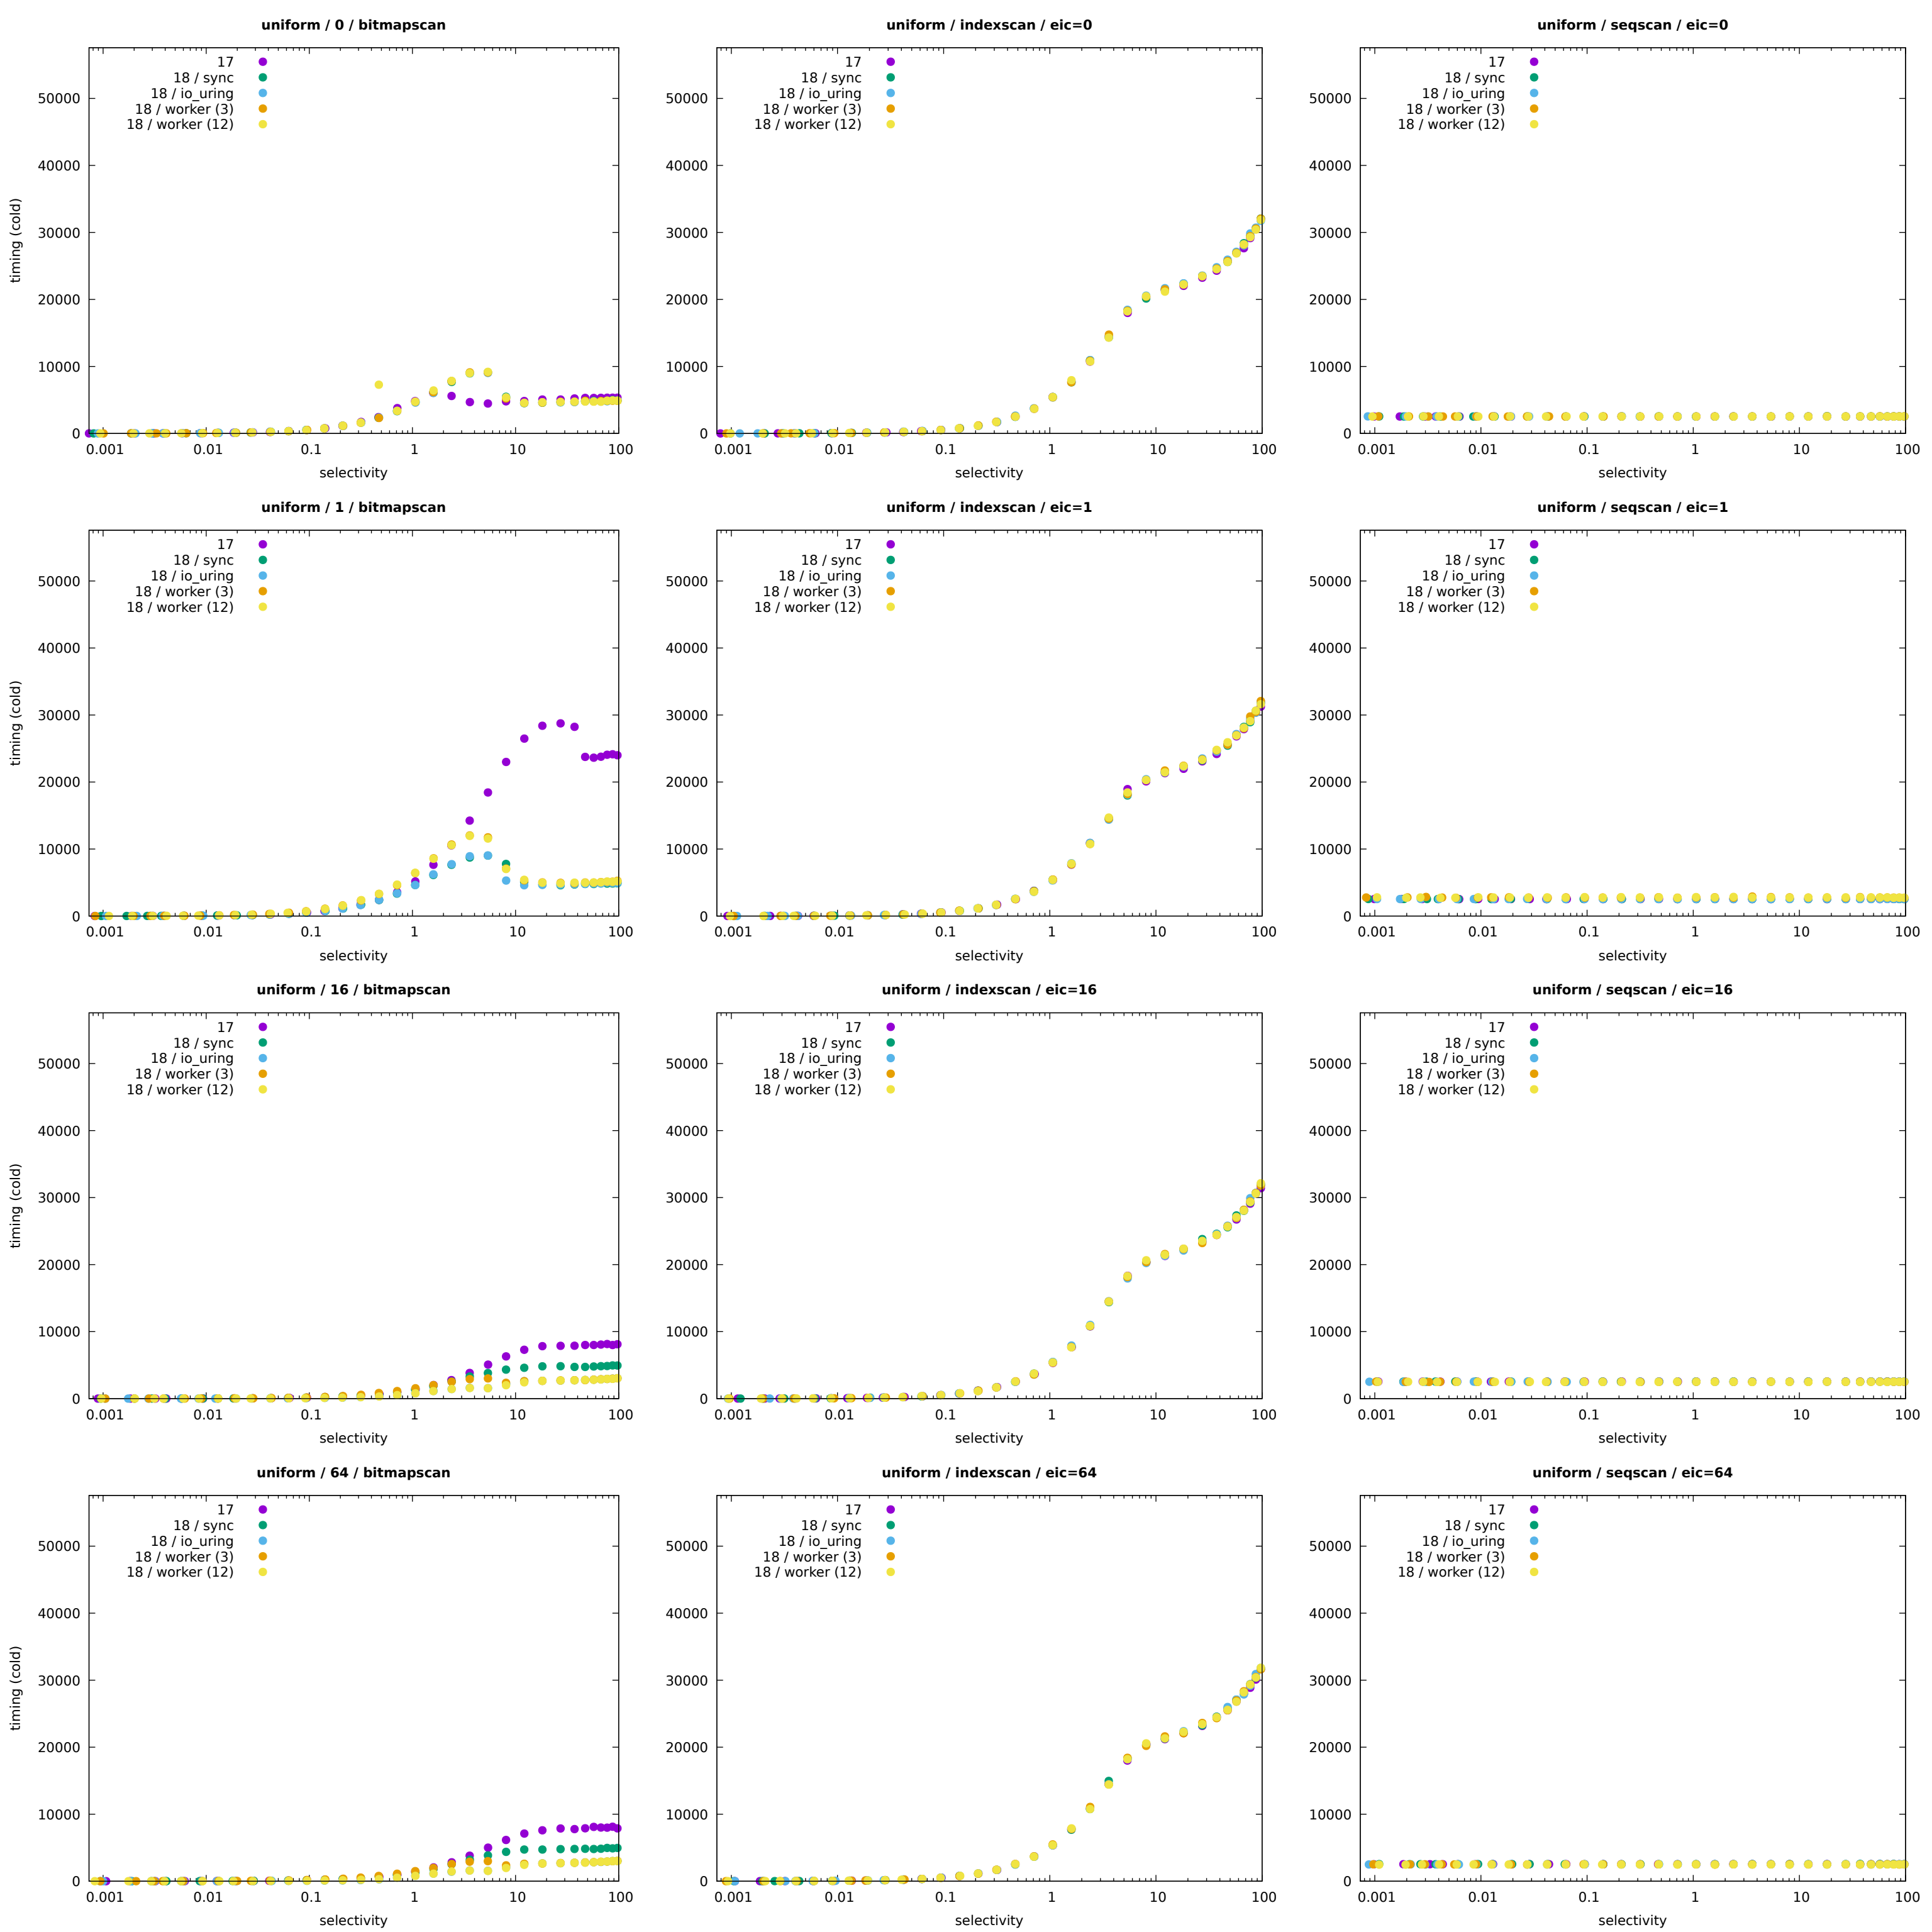 uniform / 0 / bitmapscan
17
18 / sync
18 / io_uring
18 / worker (3)
18 / worker (12)
timing (cold)
50000
40000
30000
20000
10000
0
0.001 0.01 0.1 1 10 100
selectivity
uniform / indexscan / eic=0
17
18 / sync
18 / io_uring
18 / worker (3)
18 / worker (12)
50000
40000
30000
20000
10000
0
0.001 0.01 0.1 1 10 100
selectivity
uniform / seqscan / eic=0
17
18 / sync
18 / io_uring
18 / worker (3)
18 / worker (12)
50000
40000
30000
20000
10000
0
0.001 0.01 0.1 1 10 100
selectivity
uniform / 1 / bitmapscan
17
18 / sync
18 / io_uring
18 / worker (3)
18 / worker (12)
timing (cold)
50000
40000
30000
20000
10000
0
0.001 0.01 0.1 1 10 100
selectivity
uniform / indexscan / eic=1
17
18 / sync
18 / io_uring
18 / worker (3)
18 / worker (12)
50000
40000
30000
20000
10000
0
0.001 0.01 0.1 1 10 100
selectivity
uniform / seqscan / eic=1
17
18 / sync
18 / io_uring
18 / worker (3)
18 / worker (12)
50000
40000
30000
20000
10000
0
0.001 0.01 0.1 1 10 100
selectivity
uniform / 16 / bitmapscan
17
18 / sync
18 / io_uring
18 / worker (3)
18 / worker (12)
timing (cold)
50000
40000
30000
20000
10000
0
0.001 0.01 0.1 1 10 100
selectivity
uniform / indexscan / eic=16
17
18 / sync
18 / io_uring
18 / worker (3)
18 / worker (12)
50000
40000
30000
20000
10000
0
0.001 0.01 0.1 1 10 100
selectivity
uniform / seqscan / eic=16
17
18 / sync
18 / io_uring
18 / worker (3)
18 / worker (12)
50000
40000
30000
20000
10000
0
0.001 0.01 0.1 1 10 100
selectivity
uniform / 64 / bitmapscan
17
18 / sync
18 / io_uring
18 / worker (3)
18 / worker (12)
timing (cold)
50000
40000
30000
20000
10000
0
0.001 0.01 0.1 1 10 100
selectivity
uniform / indexscan / eic=64
17
18 / sync
18 / io_uring
18 / worker (3)
18 / worker (12)
50000
40000
30000
20000
10000
0
0.001 0.01 0.1 1 10 100
selectivity
uniform / seqscan / eic=64
17
18 / sync
18 / io_uring
18 / worker (3)
18 / worker (12)
50000
40000
30000
20000
10000
0
0.001 0.01 0.1 1 10 100
selectivity